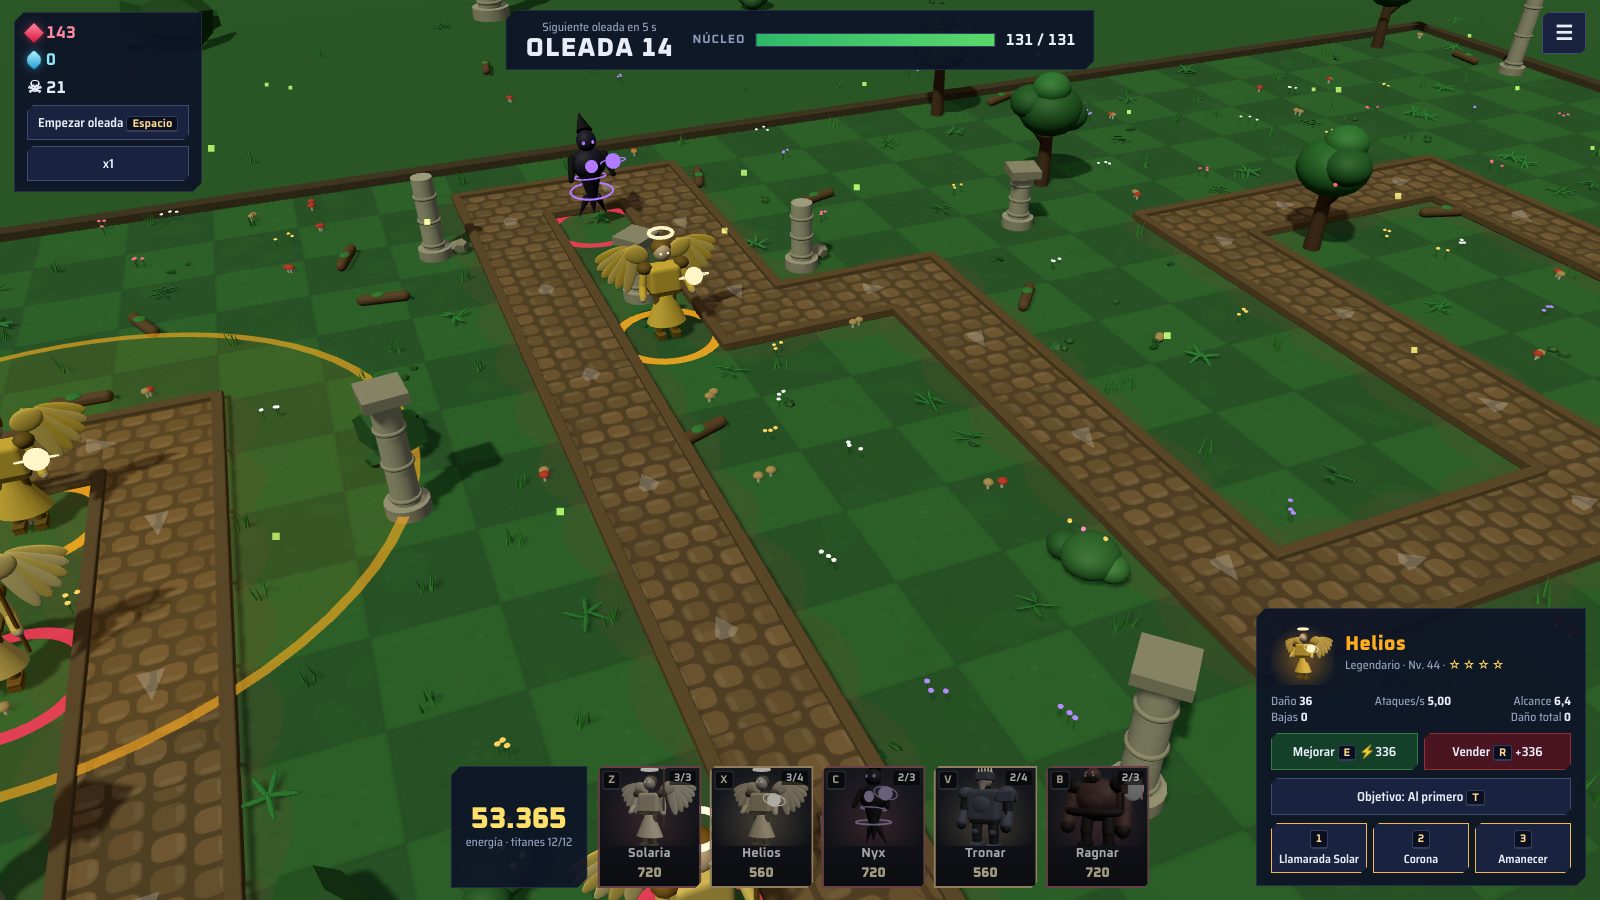 143
0
21
Empezar oleada Espacio
x1
Siguiente oleada en 5 s
OLEADA 14
NÚCLEO 131 / 131
Helios
Legendario · Nv. 44 ·
Daño 36 Ataques/s 5,00 Alcance 6,4
Bajas 0 Daño total 0
Mejorar E 336
Vender R +336
Objetivo: Al primero T
1 Llamarada Solar
2 Corona
3 Amanecer
53.365
energía · titanes 12/12
Z 3/3
Solaria
720
X 3/4
Helios
560
C 2/3
Nyx
720
V 2/4
Tronar
560
B 2/3
Ragnar
720